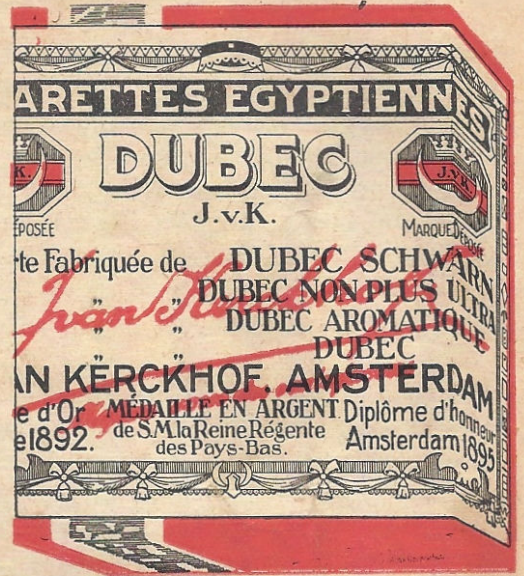 ARETTES EGYPTIENNES
DUBEC
J.v.K.
K.
J.v.K.
ÉPOSÉE
MARQUE DÉPOSÉE
te Fabriquée de DUBEC SCHWARN
" " DUBEC NON PLUS ULTRA
" " DUBEC AROMATIQUE
" " DUBEC
AN KERCKHOF. AMSTERDAM
e d'Or MÉDAILLE EN ARGENT Diplôme d'honneur
e 1892. de S.M. la Reine Régente Amsterdam 1895
des Pays-Bas.